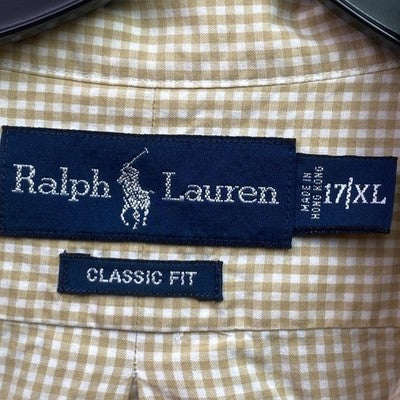 Ralph Lauren
MADE IN
HONG KONG
17/XL
CLASSIC FIT